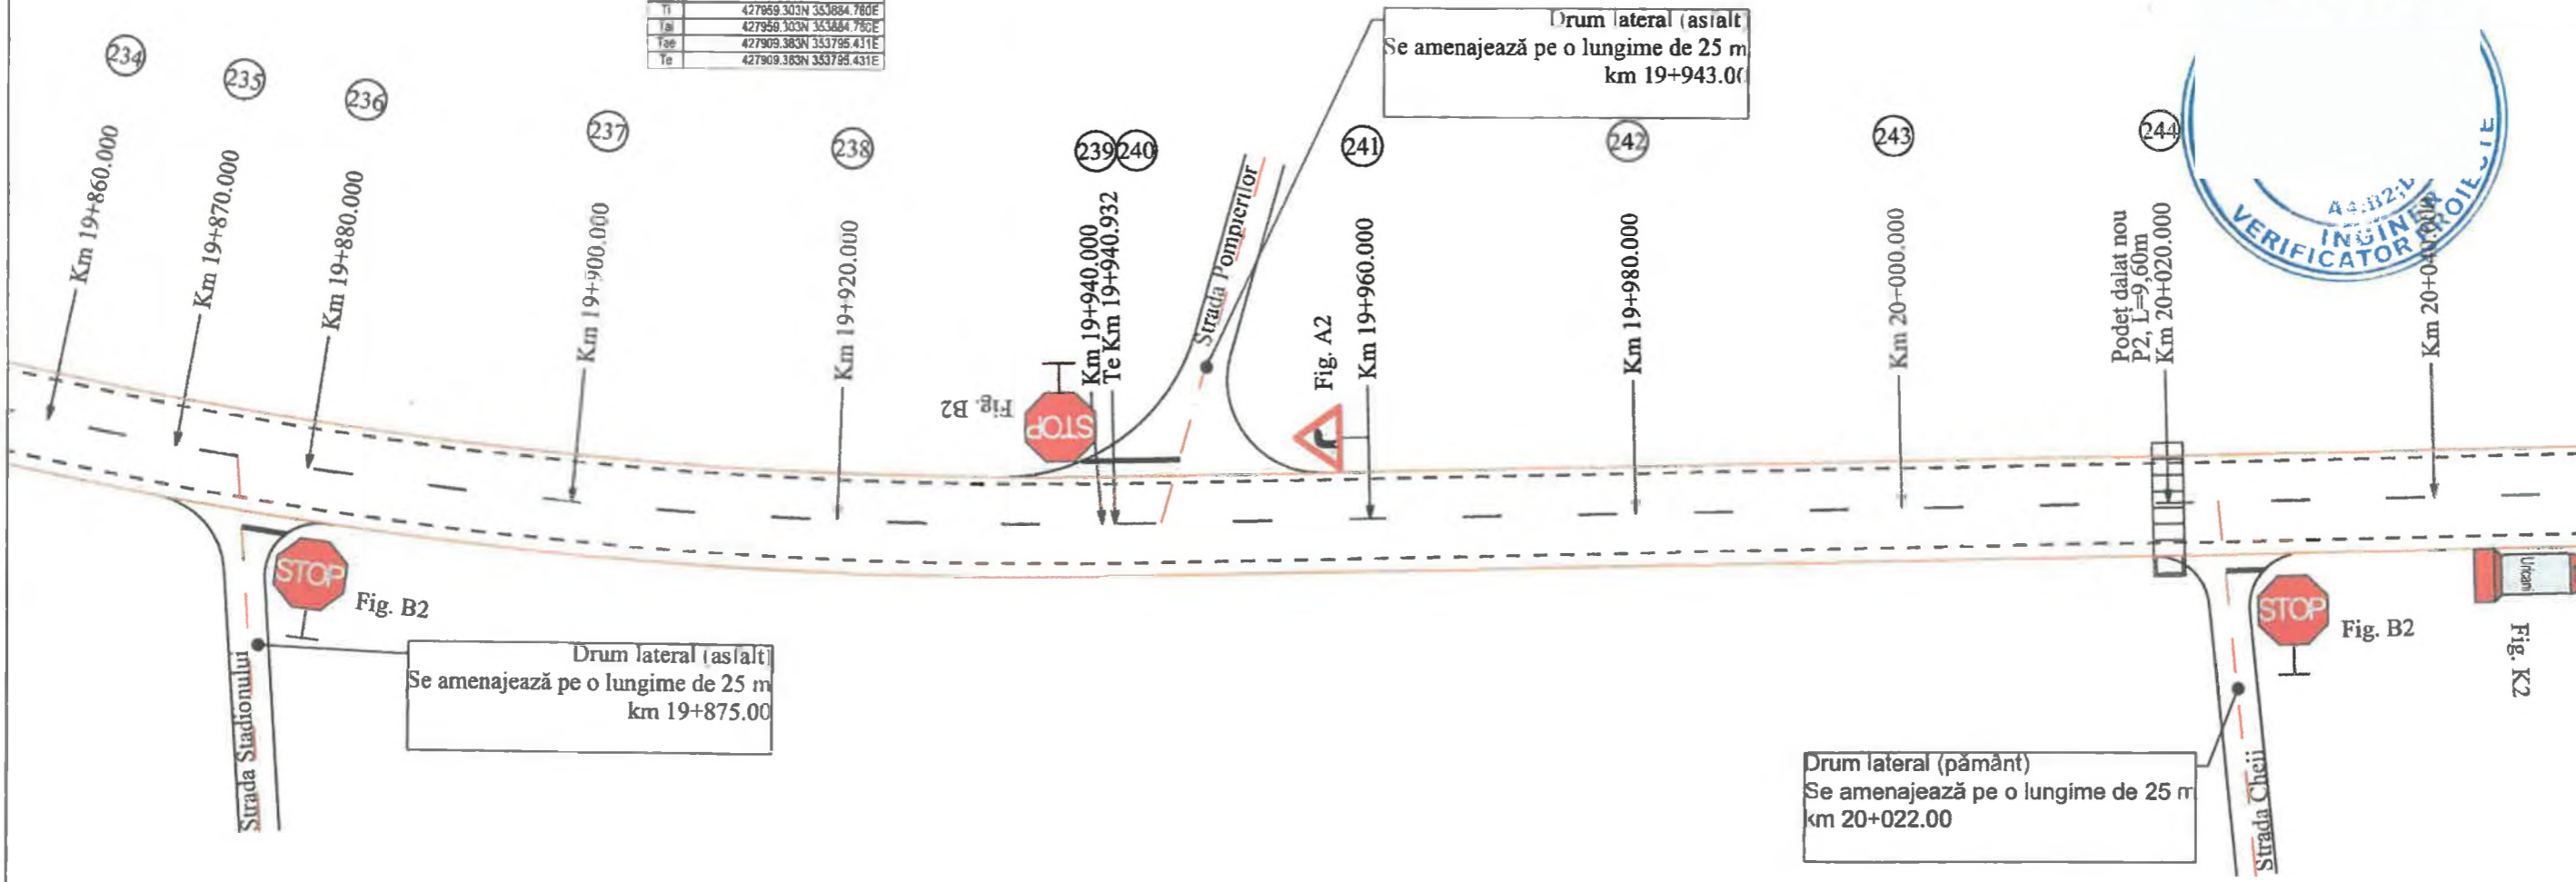 Ti 427959.303N 353884.760E
Tai 427959.303N 353884.760E
Tae 427909.383N 353795.431E
Te 427909.383N 353795.431E
Drum lateral (asfalt
Se amenajează pe o lungime de 25 m
km 19+943.00
234
235
236
237
238
239
240
241
242
243
244
Km 19+860.000
Km 19+870.000
Km 19+880.000
Km 19+900.000
Km 19+920.000
Km 19+940.000
Te Km 19+940.932
Strada Pompierilor
Fig. A2
Km 19+960.000
Km 19+980.000
Km 20+000.000
Podeț dalat nou
P2, L=9,60m
Km 20+020.000
Km 20+040.000
INGINER
VERIFICATOR PROIECTE
Fig. B2
STOP
STOP
Fig. B2
Strada Stadionului
Drum lateral (asfalt)
Se amenajează pe o lungime de 25 m
km 19+875.00
STOP
Fig. B2
Uricani
Fig. K2
Drum lateral (pământ)
Se amenajează pe o lungime de 25 m
km 20+022.00
Strada Cheii